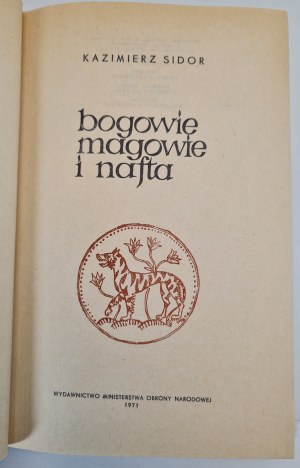 KAZIMIERZ SIDOR
bogowie
magowie
i nafta
WYDAWNICTWO MINISTERSTWA OBRONY NARODOWEJ
1971